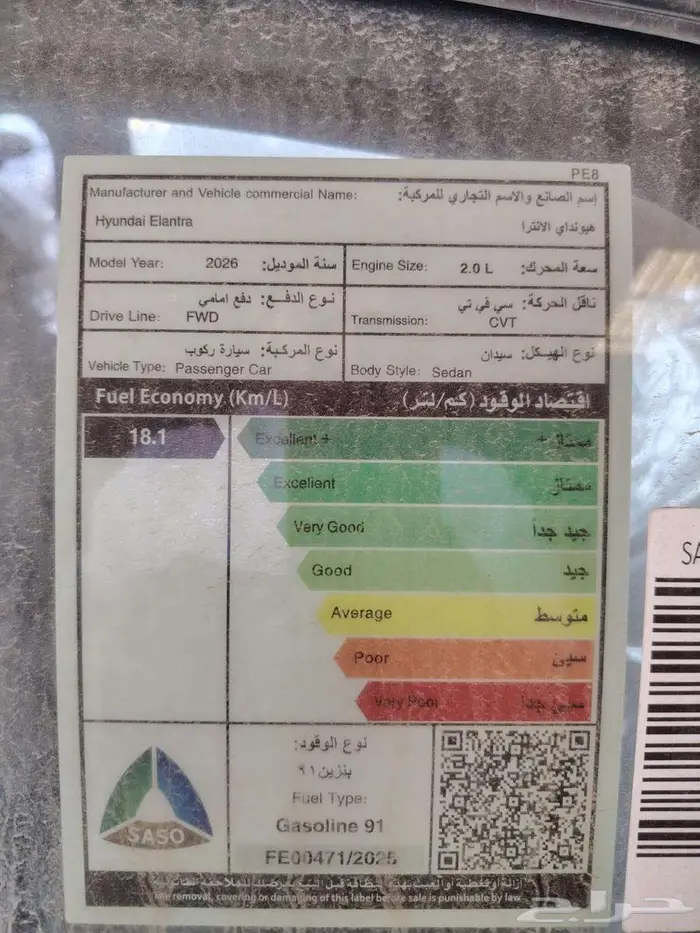 PE8
Manufacturer and Vehicle commercial Name: إسم الصانع والاسم التجاري للمركبة:
Hyundai Elantra هيونداي الانترا
Model Year: 2026 سنة الموديل:
Engine Size: 2.0 L سعة المحرك:
نوع الدفع: دفع امامي
Drive Line: FWD
ناقل الحركة: سي في تي
Transmission: CVT
نوع المركبة: سيارة ركوب
Vehicle Type: Passenger Car
نوع الهيكل: سيدان
Body Style: Sedan
Fuel Economy (Km/L) اقتصاد الوقود (كم/لتر)
18.1
Excellent + ممتاز +
Excellent ممتاز
Very Good جيد جداً
Good جيد
Average متوسط
Poor سيئ
Very Poor سيئ جداً
SASO
نوع الوقود:
بنزين ٩١
Fuel Type:
Gasoline 91
FE00471/2025
removal, covering or damaging of this label before sale is punishable by law
SA
حراج